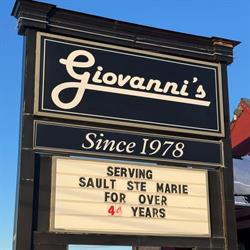 Giovanni's
Since 1978
SERVING
SAULT STE MARIE
FOR OVER
44 YEARS